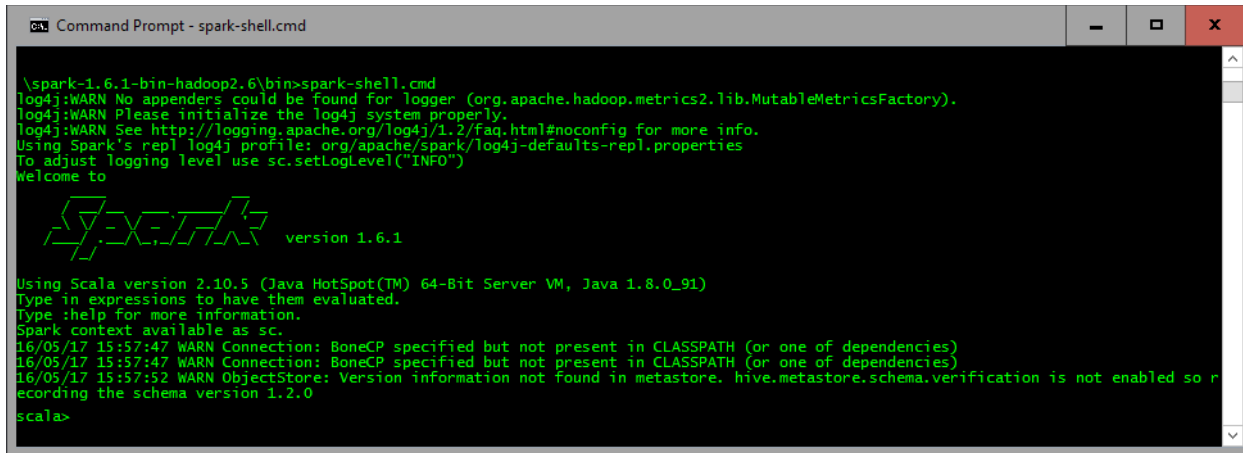 Command Prompt - spark-shell.cmd
\spark-1.6.1-bin-hadoop2.6\bin>spark-shell.cmd
log4j:WARN No appenders could be found for logger (org.apache.hadoop.metrics2.lib.MutableMetricsFactory).
log4j:WARN Please initialize the log4j system properly.
log4j:WARN See http://logging.apache.org/log4j/1.2/faq.html#noconfig for more info.
Using Spark's repl log4j profile: org/apache/spark/log4j-defaults-repl.properties
To adjust logging level use sc.setLogLevel("INFO")
Welcome to
Spark version 1.6.1
Using Scala version 2.10.5 (Java HotSpot(TM) 64-Bit Server VM, Java 1.8.0_91)
Type in expressions to have them evaluated.
Type :help for more information.
Spark context available as sc.
16/05/17 15:57:47 WARN Connection: BoneCP specified but not present in CLASSPATH (or one of dependencies)
16/05/17 15:57:47 WARN Connection: BoneCP specified but not present in CLASSPATH (or one of dependencies)
16/05/17 15:57:52 WARN ObjectStore: Version information not found in metastore. hive.metastore.schema.verification is not enabled so r
ecording the schema version 1.2.0
scala>